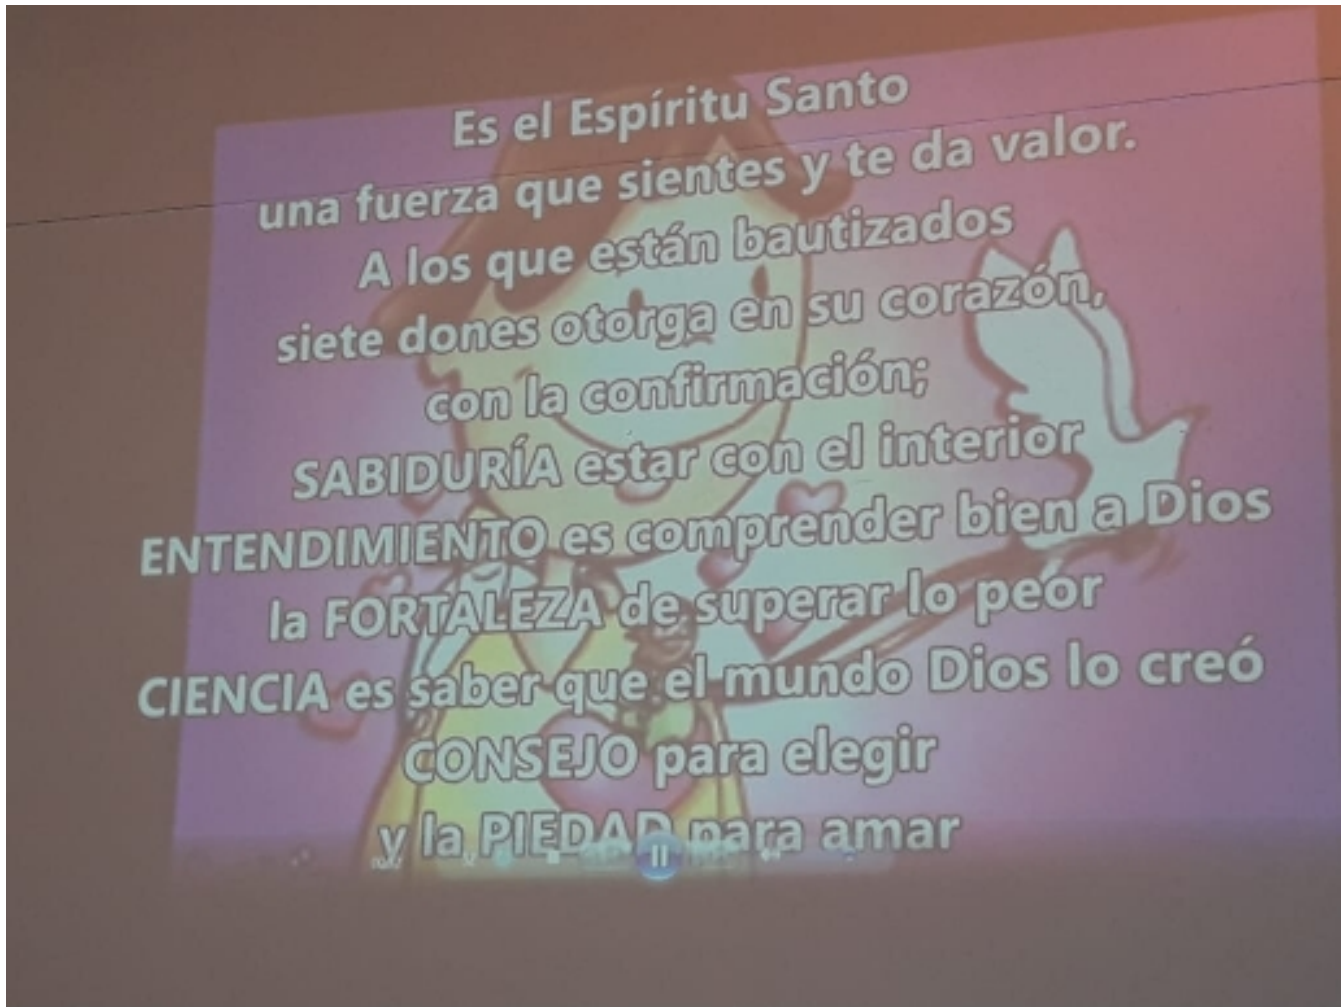 Es el Espíritu Santo
una fuerza que sientes y te da valor.
A los que están bautizados
siete dones otorga en su corazón,
con la confirmación;
SABIDURÍA estar con el interior
ENTENDIMIENTO es comprender bien a Dios
la FORTALEZA de superar lo peor
CIENCIA es saber que el mundo Dios lo creó
CONSEJO para elegir
y la PIEDAD para amar